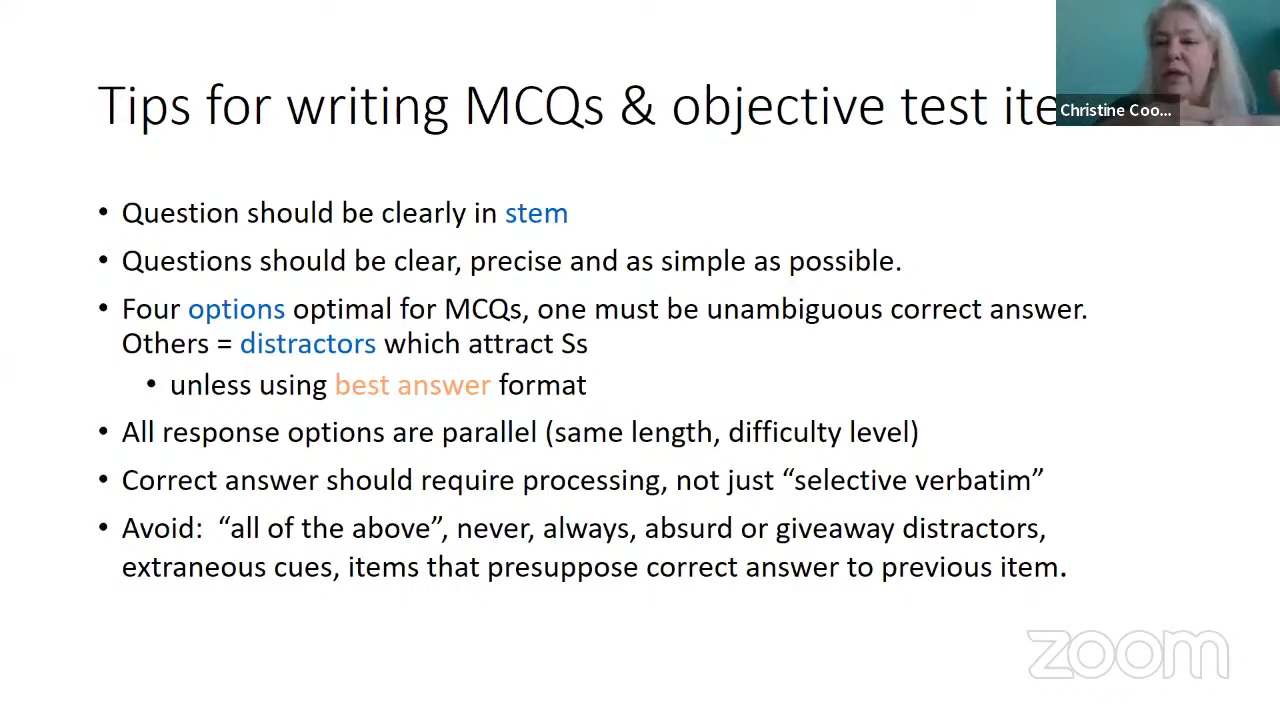 Tips for writing MCQs & objective test ite
Christine Coo...
• Question should be clearly in stem
• Questions should be clear, precise and as simple as possible.
• Four options optimal for MCQs, one must be unambiguous correct answer.
Others = distractors which attract Ss
• unless using best answer format
• All response options are parallel (same length, difficulty level)
• Correct answer should require processing, not just “selective verbatim”
• Avoid: “all of the above”, never, always, absurd or giveaway distractors,
extraneous cues, items that presuppose correct answer to previous item.
zoom